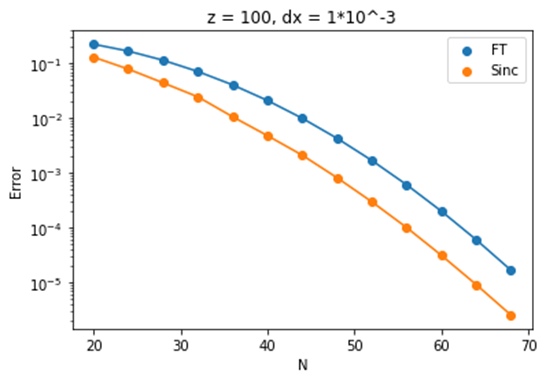 z = 100, dx = 1*10^-3
FT
Sinc
10⁻¹
10⁻²
10⁻³
10⁻⁴
10⁻⁵
Error
20 30 40 50 60 70
N